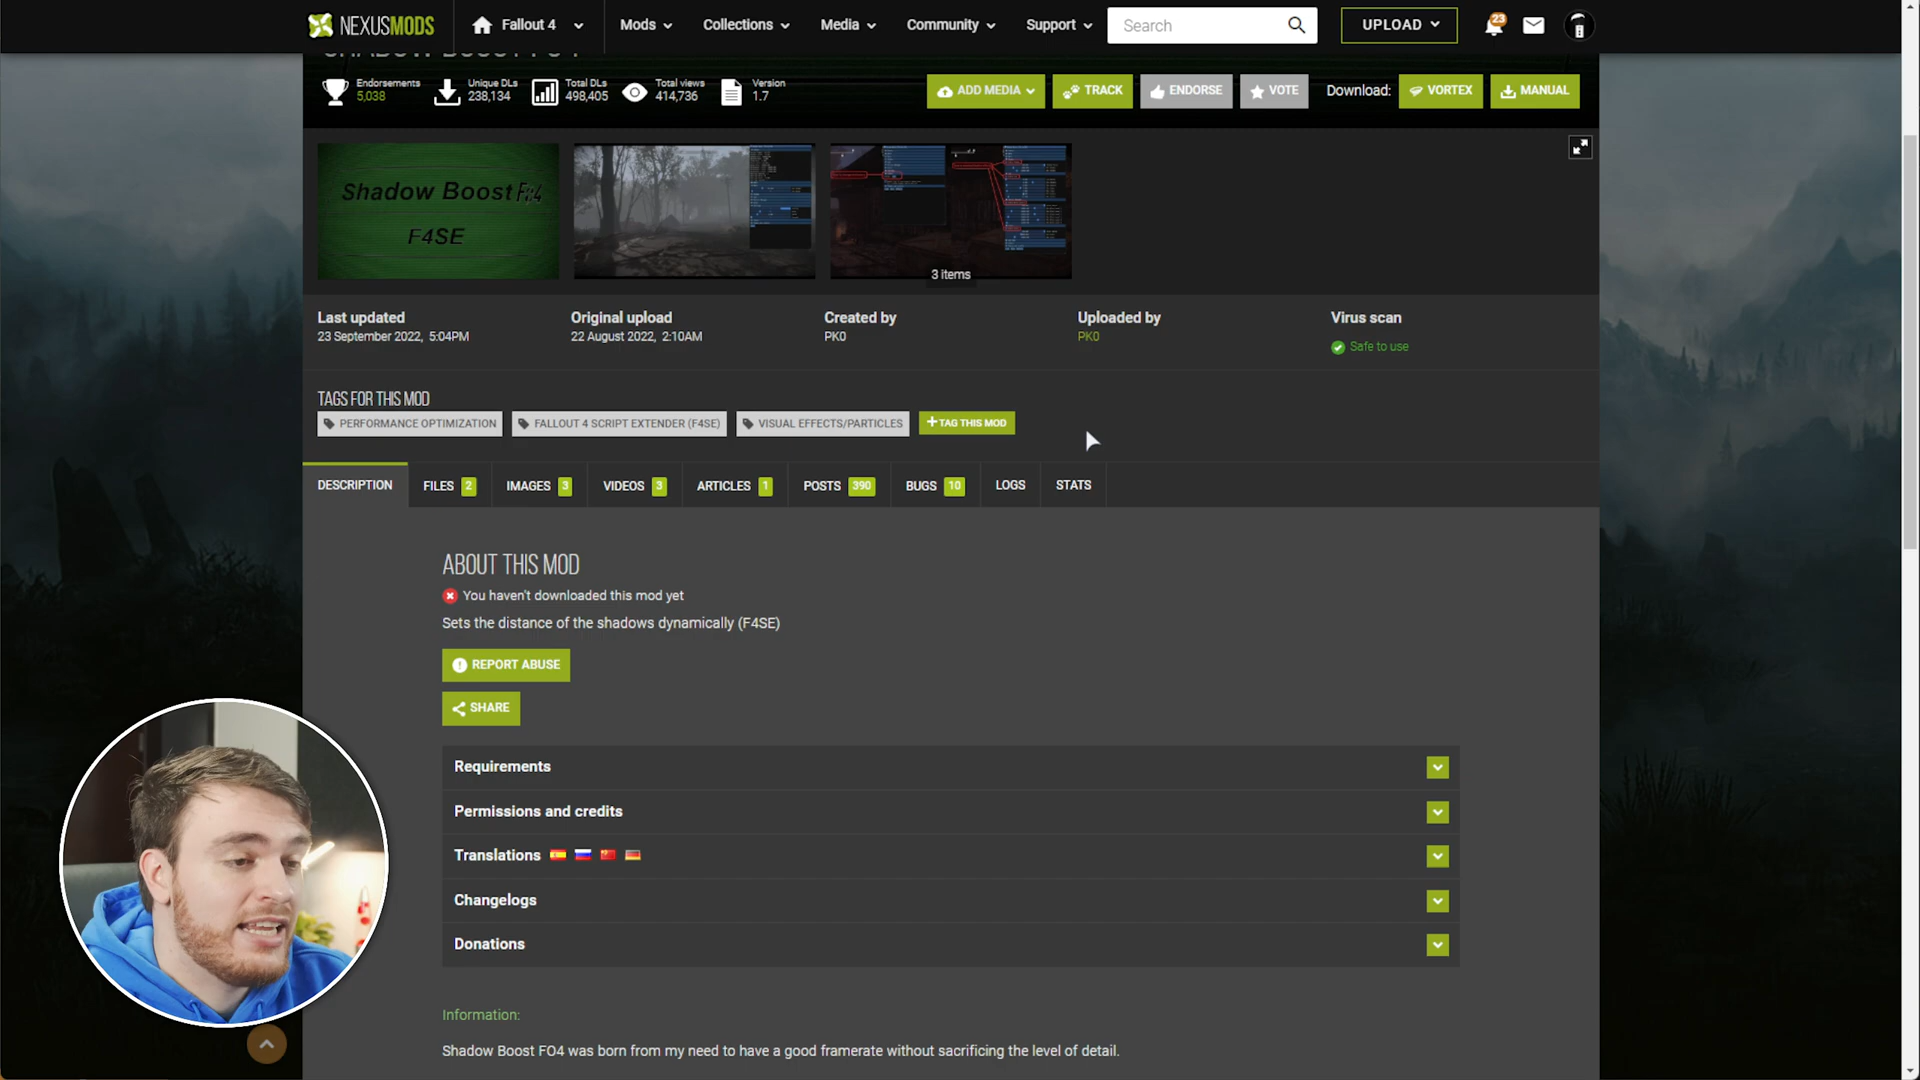 NEXUSMODS
Fallout 4
Mods
Collections
Media
Community
Support
Search
UPLOAD
23
SHADOW BOOST FO4
Endorsements
5,038
Unique DLs
238,134
Total DLs
498,405
Total views
414,736
Version
1.7
ADD MEDIA
TRACK
ENDORSE
VOTE
Download:
VORTEX
MANUAL
Shadow Boost Fo4
F4SE
3 items
Last updated
23 September 2022, 5:04PM
Original upload
22 August 2022, 2:10AM
Created by
PK0
Uploaded by
PK0
Virus scan
Safe to use
TAGS FOR THIS MOD
PERFORMANCE OPTIMIZATION
FALLOUT 4 SCRIPT EXTENDER (F4SE)
VISUAL EFFECTS/PARTICLES
+TAG THIS MOD
DESCRIPTION
FILES 2
IMAGES 3
VIDEOS 3
ARTICLES 1
POSTS 390
BUGS 10
LOGS
STATS
ABOUT THIS MOD
You haven't downloaded this mod yet
Sets the distance of the shadows dynamically (F4SE)
REPORT ABUSE
SHARE
Requirements
Permissions and credits
Translations
Changelogs
Donations
Information:
Shadow Boost FO4 was born from my need to have a good framerate without sacrificing the level of detail.